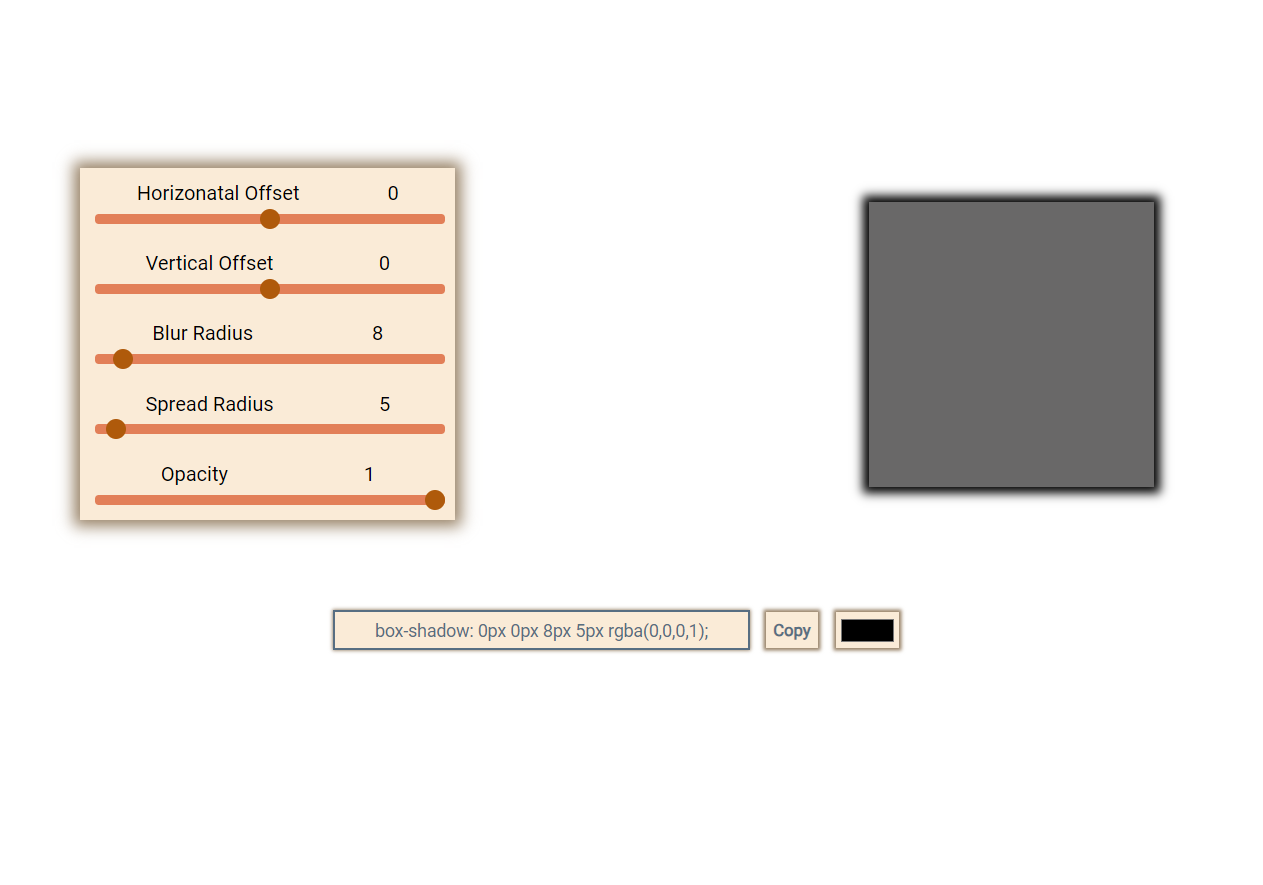 Horizonatal Offset 0
Vertical Offset 0
Blur Radius 8
Spread Radius 5
Opacity 1
box-shadow: 0px 0px 8px 5px rgba(0,0,0,1);
Copy